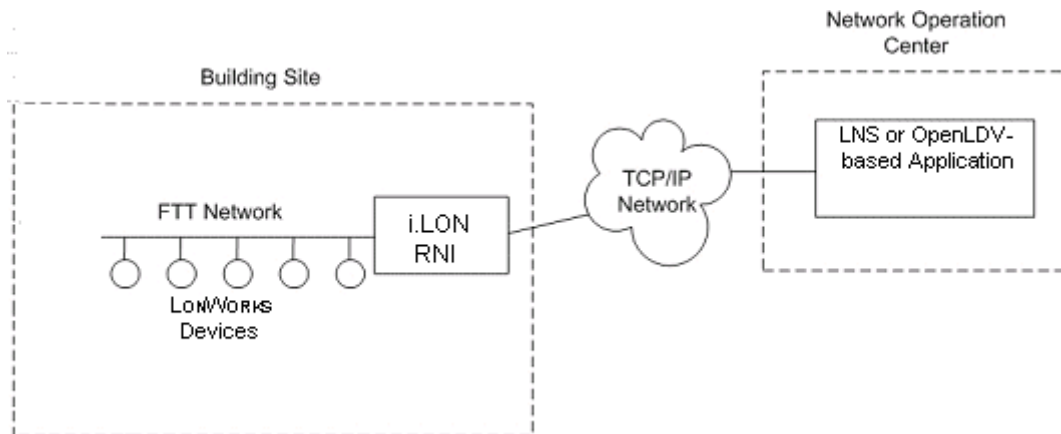 Network Operation
Center
Building Site
LNS or OpenLDV-
based Application
TCP/IP
Network
FTT Network
i.LON
RNI
LONWORKS
Devices